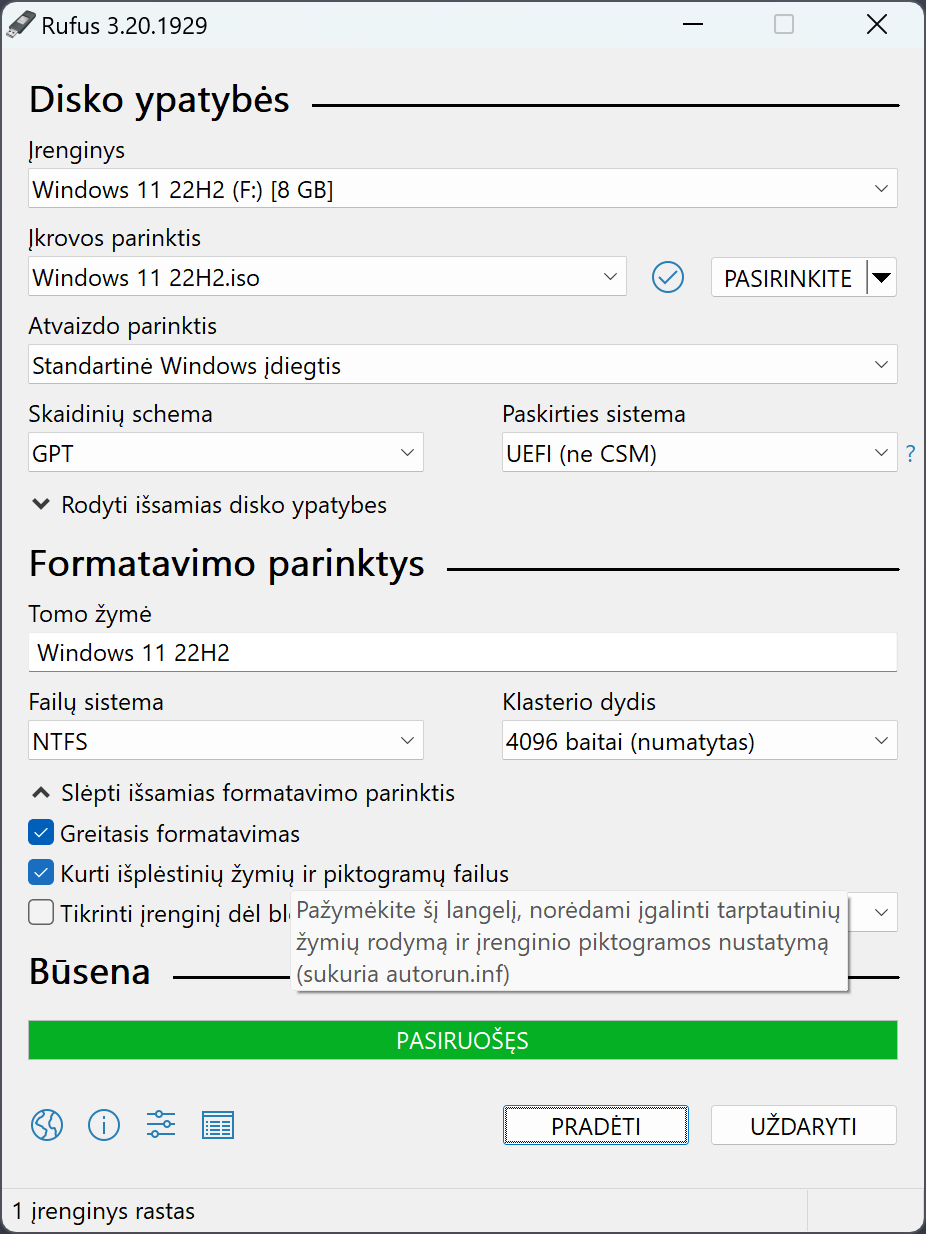 Rufus 3.20.1929
Disko ypatybės
Įrenginys
Windows 11 22H2 (F:) [8 GB]
Įkrovos parinktis
Windows 11 22H2.iso
PASIRINKITE
Atvaizdo parinktis
Standartinė Windows įdiegtis
Skaidinių schema
Paskirties sistema
GPT
UEFI (ne CSM)
?
Rodyti išsamias disko ypatybes
Formatavimo parinktys
Tomo žymė
Windows 11 22H2
Failų sistema
Klasterio dydis
NTFS
4096 baitai (numatytas)
Slėpti išsamias formatavimo parinktis
Greitasis formatavimas
Kurti išplėstinių žymių ir piktogramų failus
Tikrinti įrenginį dėl
Pažymėkite šį langelį, norėdami įgalinti tarptautinių
žymių rodymą ir įrenginio piktogramos nustatymą
(sukuria autorun.inf)
Būsena
PASIRUOŠĘS
PRADĖTI
UŽDARYTI
1 įrenginys rastas